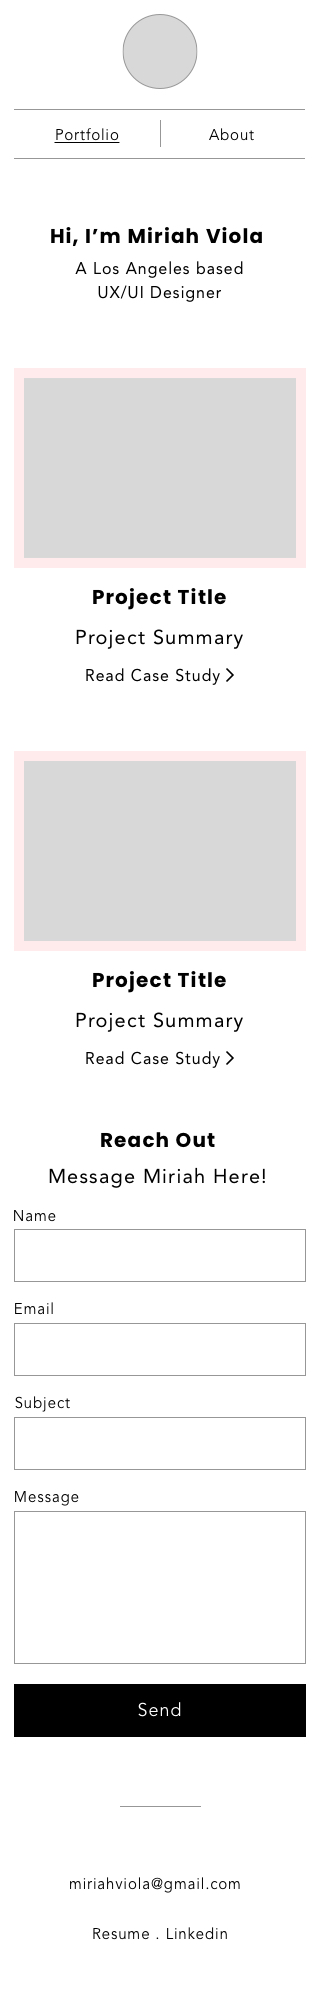 Portfolio
About
Hi, I’m Miriah Viola
A Los Angeles based
UX/UI Designer
Project Title
Project Summary
Read Case Study >
Project Title
Project Summary
Read Case Study >
Reach Out
Message Miriah Here!
Name
Email
Subject
Message
Send
miriahviola@gmail.com
Resume . Linkedin